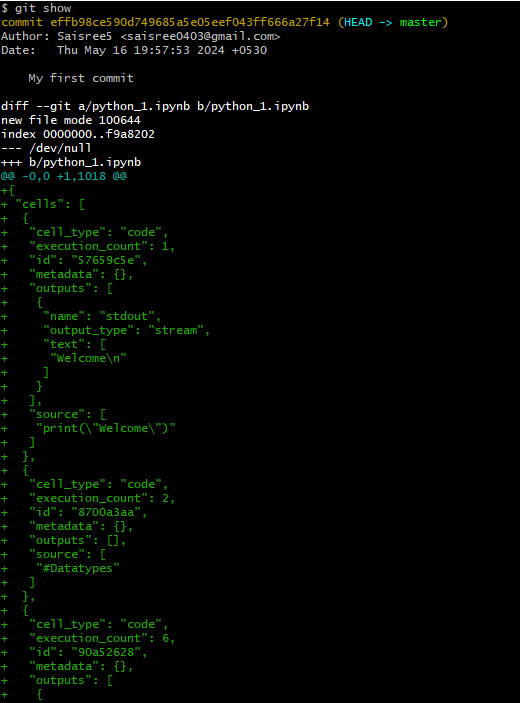 $ git show
commit effb98ce590d749685a5e05eef043ff666a27f14 (HEAD -> master)
Author: Saisree5 <saisree0403@gmail.com>
Date:   Thu May 16 19:57:53 2024 +0530

    My first commit

diff --git a/python_1.ipynb b/python_1.ipynb
new file mode 100644
index 0000000..f9a8202
--- /dev/null
+++ b/python_1.ipynb
@@ -0,0 +1,1018 @@
+{
+ "cells": [
+  {
+   "cell_type": "code",
+   "execution_count": 1,
+   "id": "57659c5e",
+   "metadata": {},
+   "outputs": [
+    {
+     "name": "stdout",
+     "output_type": "stream",
+     "text": [
+      "Welcome\n"
+     ]
+    }
+   ],
+   "source": [
+    "print(\"Welcome\")"
+   ]
+  },
+  {
+   "cell_type": "code",
+   "execution_count": 2,
+   "id": "8700a3aa",
+   "metadata": {},
+   "outputs": [],
+   "source": [
+    "#Datatypes"
+   ]
+  },
+  {
+   "cell_type": "code",
+   "execution_count": 6,
+   "id": "90a52628",
+   "metadata": {},
+   "outputs": [
+    {